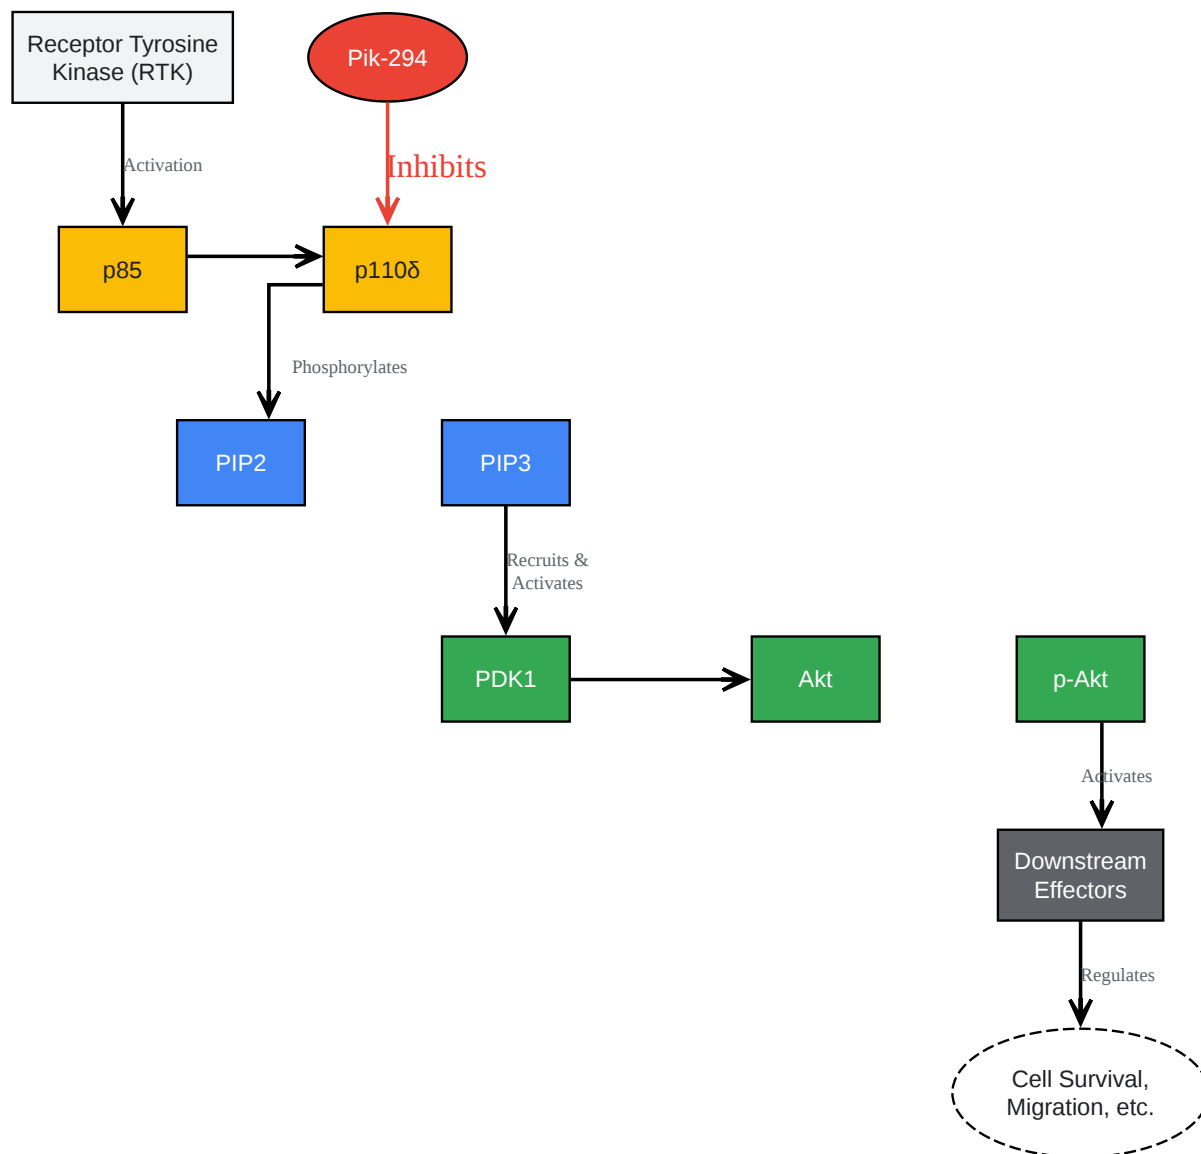 Receptor Tyrosine
Kinase (RTK)
Pik-294
Activation
Inhibits
p85
p110δ
Phosphorylates
PIP2
PIP3
Recruits &
Activates
PDK1
Akt
p-Akt
Activates
Downstream
Effectors
Regulates
Cell Survival,
Migration, etc.